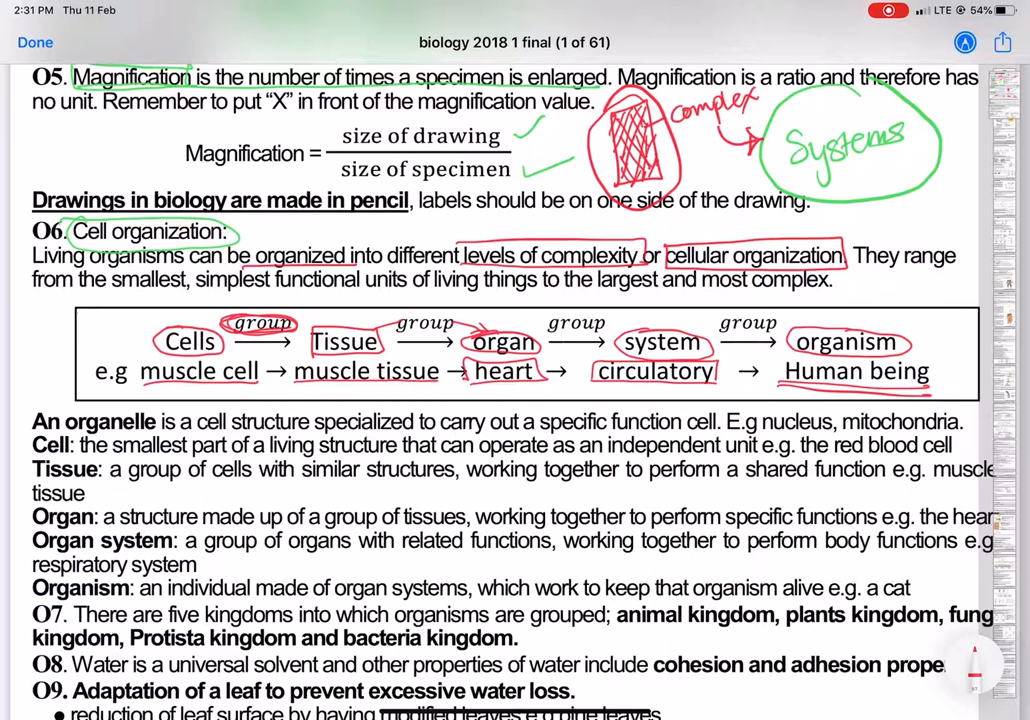 2:31 PM Thu 11 Feb
LTE 54%
Done
biology 2018 1 final (1 of 61)
O5. Magnification is the number of times a specimen is enlarged. Magnification is a ratio and therefore has
no unit. Remember to put “X” in front of the magnification value.
complex
Systems
size of drawing
Magnification =
size of specimen
Drawings in biology are made in pencil, labels should be on one side of the drawing.
O6. Cell organization:
Living organisms can be organized into different levels of complexity or cellular organization. They range
from the smallest, simplest functional units of living things to the largest and most complex.
group group group group
Cells → Tissue → organ → system → organism
e.g muscle cell → muscle tissue → heart → circulatory → Human being
An organelle is a cell structure specialized to carry out a specific function cell. E.g nucleus, mitochondria.
Cell: the smallest part of a living structure that can operate as an independent unit e.g. the red blood cell
Tissue: a group of cells with similar structures, working together to perform a shared function e.g. muscle
tissue
Organ: a structure made up of a group of tissues, working together to perform specific functions e.g. the hear
Organ system: a group of organs with related functions, working together to perform body functions e.g
respiratory system
Organism: an individual made of organ systems, which work to keep that organism alive e.g. a cat
O7. There are five kingdoms into which organisms are grouped; animal kingdom, plants kingdom, fung
kingdom, Protista kingdom and bacteria kingdom.
O8. Water is a universal solvent and other properties of water include cohesion and adhesion prope
O9. Adaptation of a leaf to prevent excessive water loss.
• reduction of leaf surface by having modified leaves e.g pine leaves